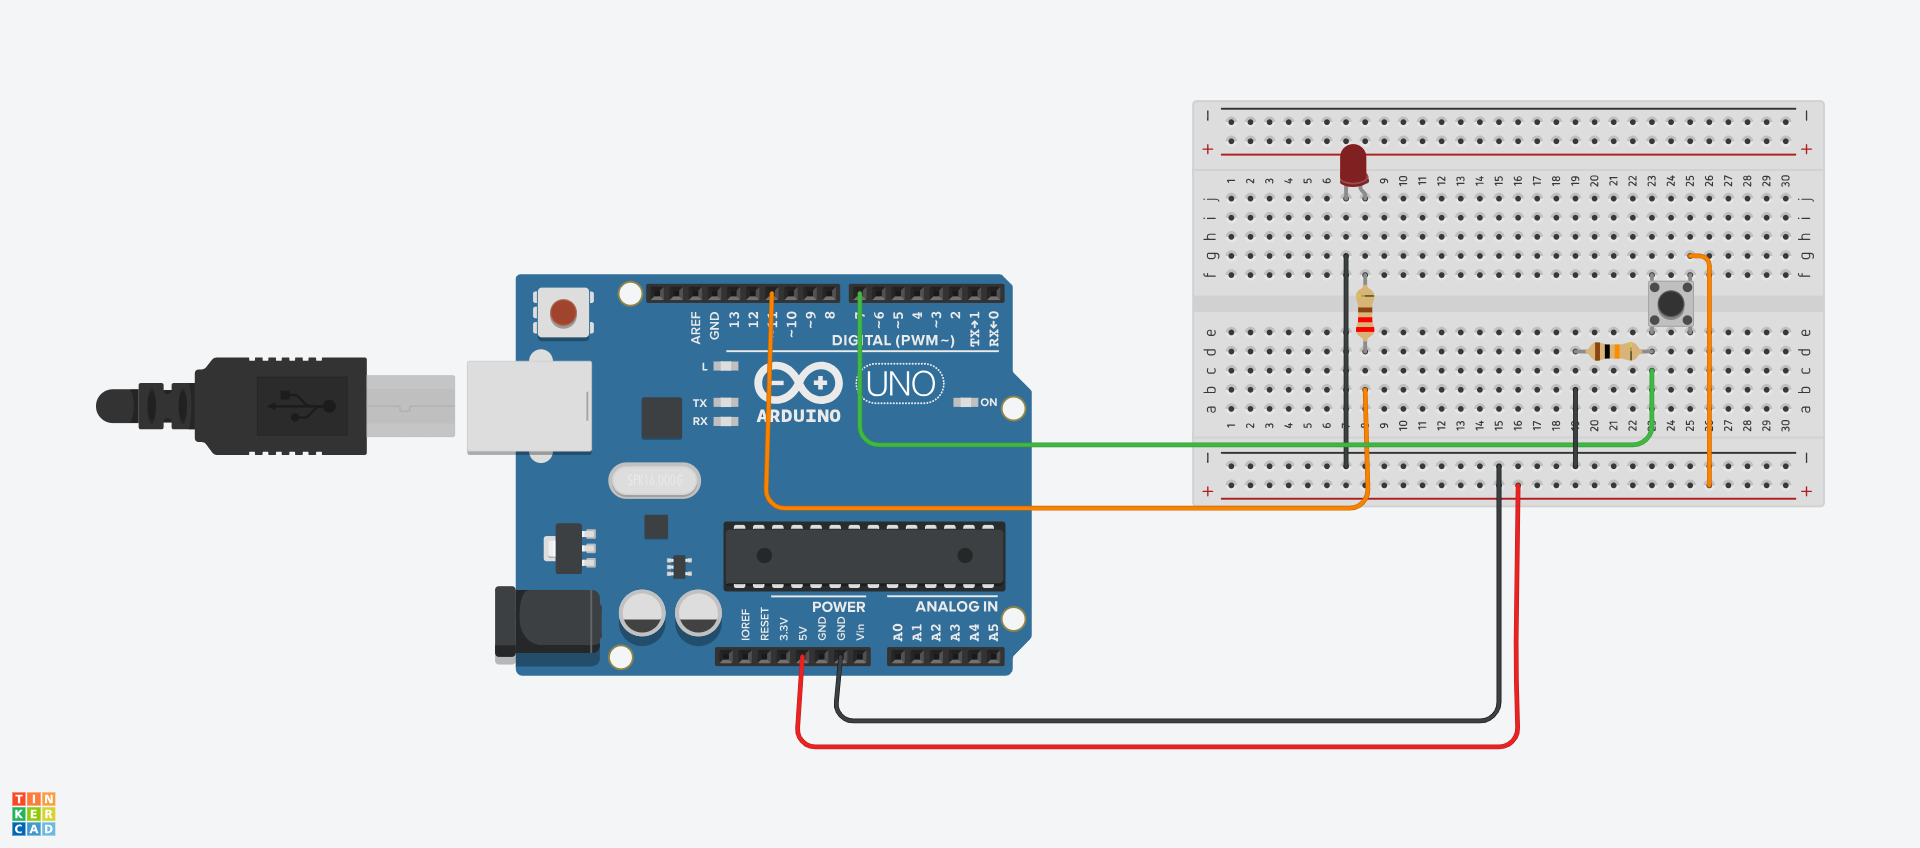 − −
+ +
1 2 3 4 5 6 9 10 11 12 13 14 15 16 17 18 19 20 21 22 23 24 25 26 27 28 29 30
j j
i i
h h
g g
f f
e e
d d
c c
b b
a a
1 2 3 4 5 6 7 8 9 10 11 12 13 14 15 16 17 18 19 20 21 22 23 24 25 26 27 28 29 30
− −
+ +
AREF
GND
13
12
11
~10
~9
8
7
~6
~5
4
~3
2
TX→1
RX←0
DIGITAL (PWM~)
L
TX
RX
ARDUINO
UNO
ON
SPK16.000G
POWER
ANALOG IN
IOREF
RESET
3.3V
5V
GND
GND
Vin
A0
A1
A2
A3
A4
A5
TIN
KER
CAD